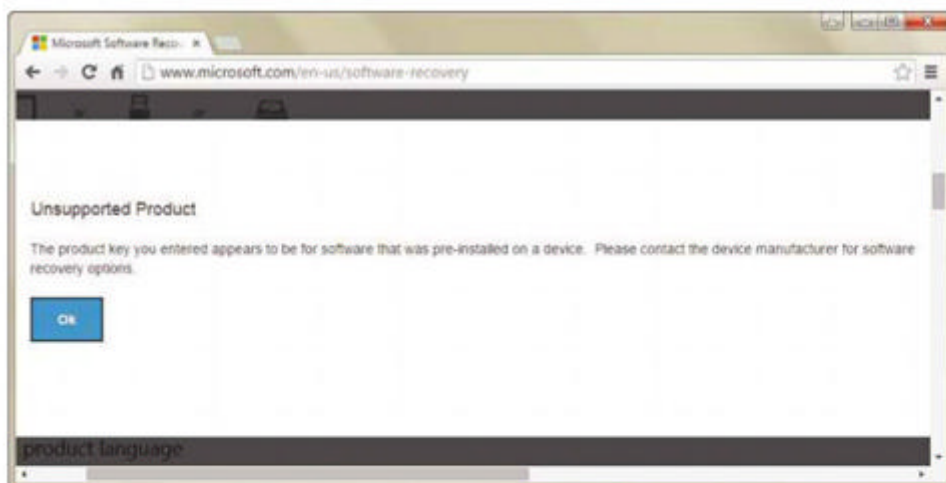 Microsoft Software Reco...
www.microsoft.com/en-us/software-recovery
Unsupported Product
The product key you entered appears to be for software that was pre-installed on a device. Please contact the device manufacturer for software
recovery options.
Ok
product language